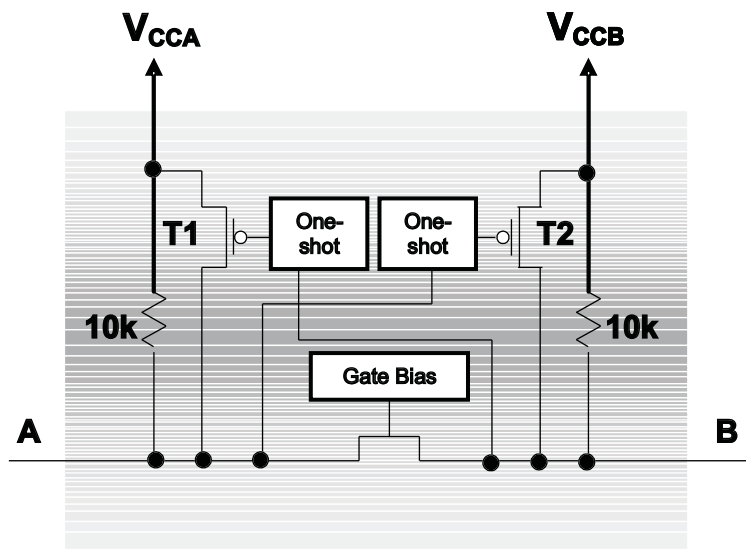 VCCA
VCCB
T1
One-
shot
One-
shot
T2
10k
10k
Gate Bias
A
B